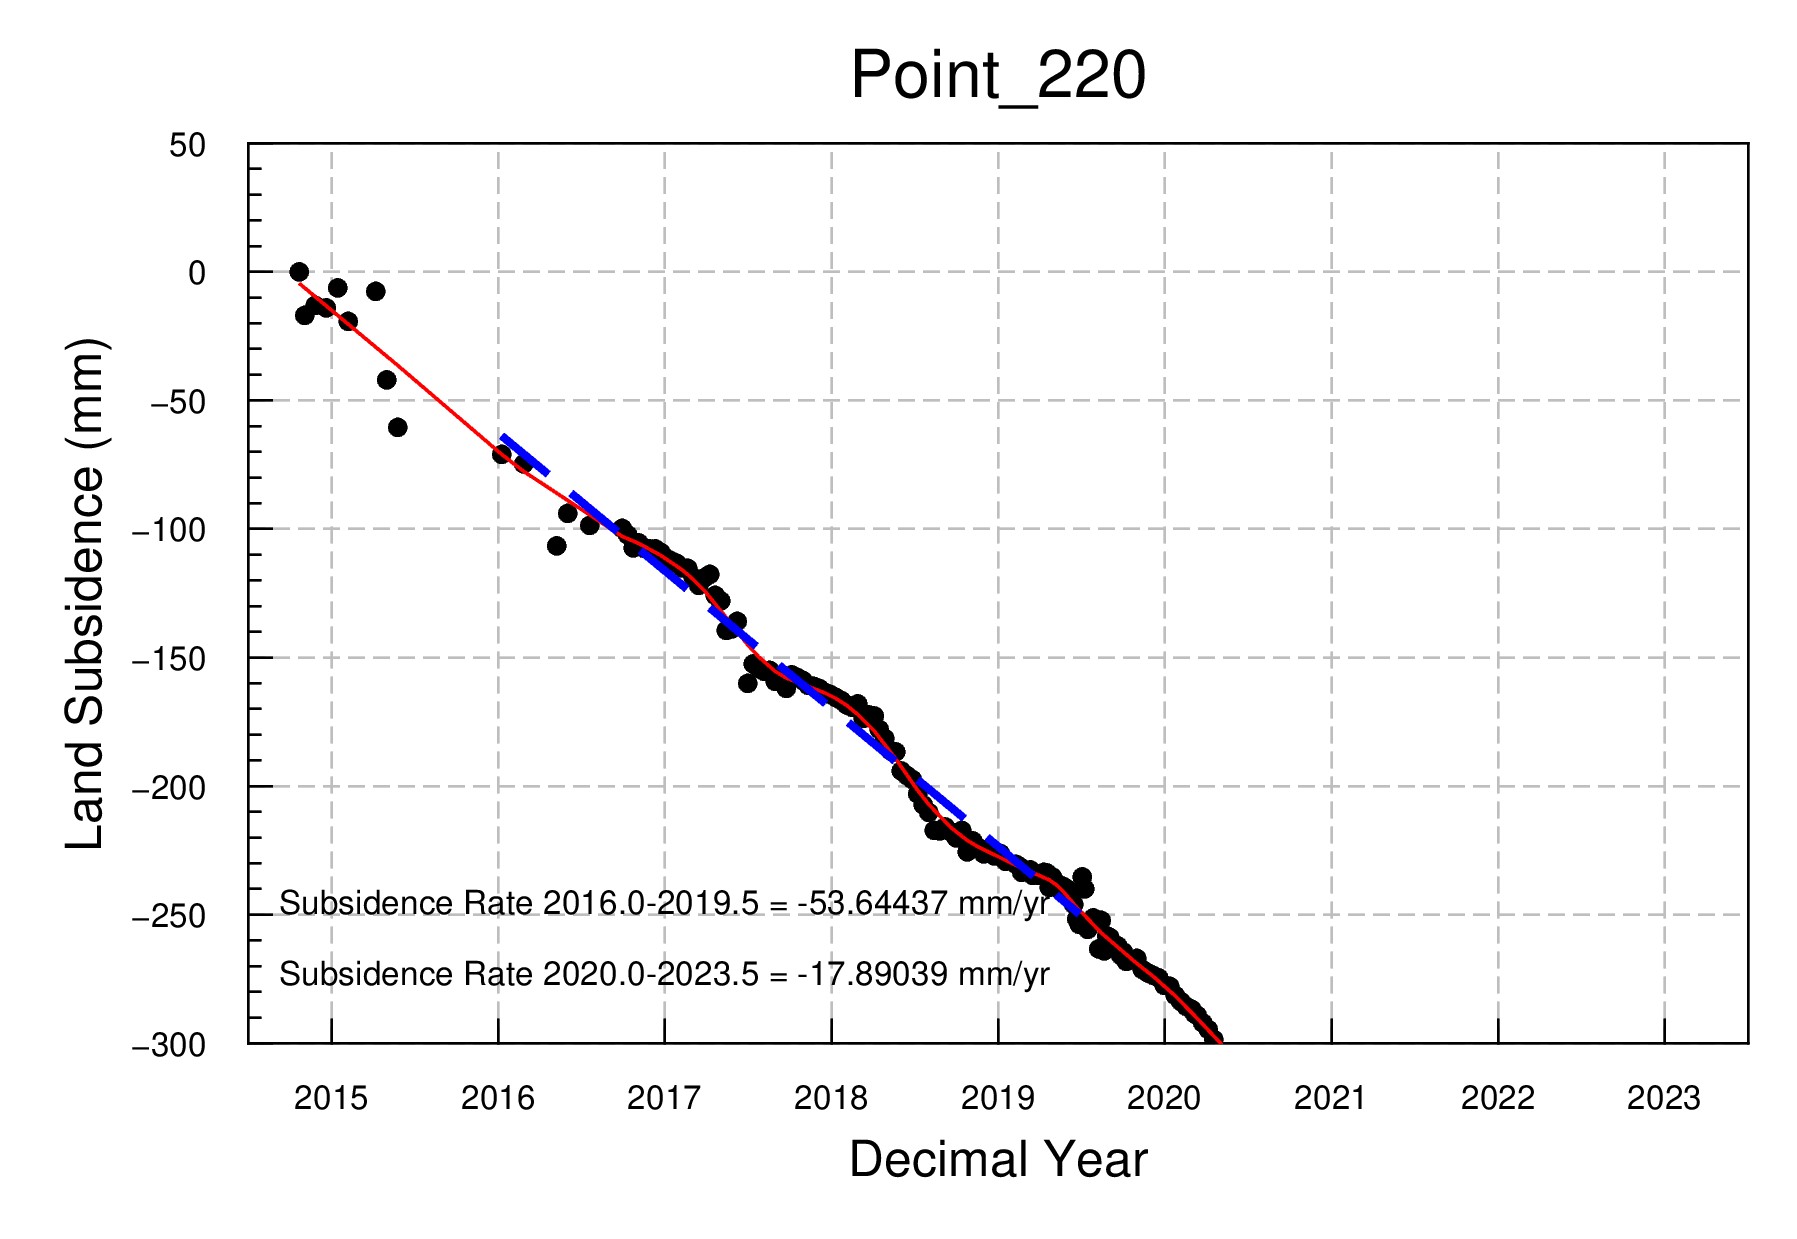 Point_220
50
0
−50
−100
−150
−200
−250
−300
Land Subsidence (mm)
Subsidence Rate 2016.0-2019.5 = -53.64437 mm/yr
Subsidence Rate 2020.0-2023.5 = -17.89039 mm/yr
2015 2016 2017 2018 2019 2020 2021 2022 2023
Decimal Year